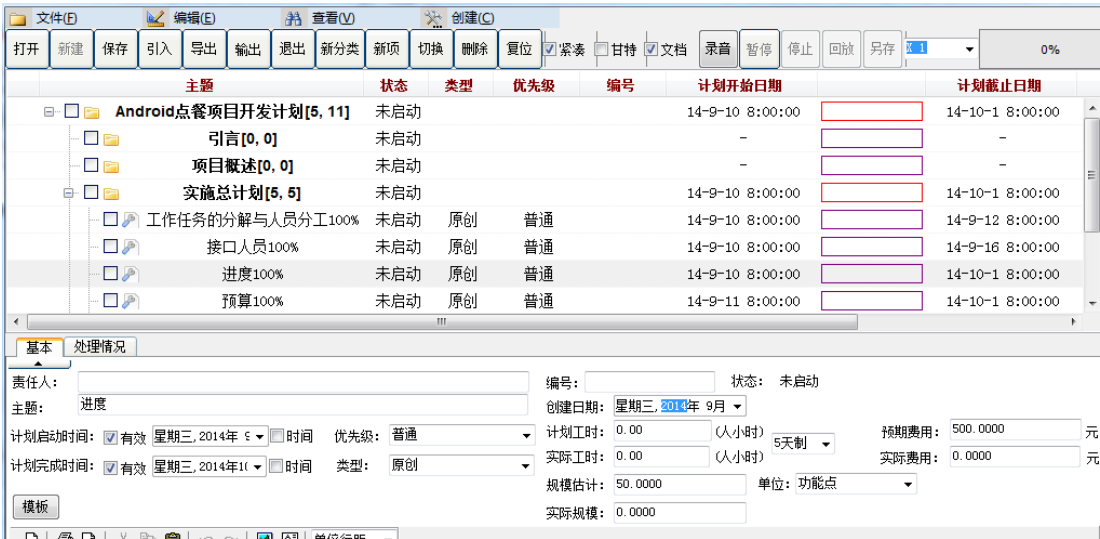 文件(F) 编辑(E) 查看(V) 创建(C)
打开 新建 保存 引入 导出 输出 退出 新分类 新项 切换 删除 复位 紧凑 甘特 文档 录音 暂停 停止 回放 另存 X 1 0%
主题 状态 类型 优先级 编号 计划开始日期 计划截止日期
Android点餐项目开发计划[5, 11] 未启动 14-9-10 8:00:00 14-10-1 8:00:00
引言[0, 0] 未启动 - -
项目概述[0, 0] 未启动 - -
实施总计划[5, 5] 未启动 14-9-10 8:00:00 14-10-1 8:00:00
工作任务的分解与人员分工100% 未启动 原创 普通 14-9-10 8:00:00 14-9-12 8:00:00
接口人员100% 未启动 原创 普通 14-9-10 8:00:00 14-9-16 8:00:00
进度100% 未启动 原创 普通 14-9-10 8:00:00 14-10-1 8:00:00
预算100% 未启动 原创 普通 14-9-11 8:00:00 14-10-1 8:00:00
基本 处理情况
责任人: 编号: 状态: 未启动
主题: 进度 创建日期: 星期三,2014年 9月
计划启动时间: 有效 星期三,2014年 时间 优先级: 普通 计划工时: 0.00 (人小时) 5天制 预期费用: 500.0000 元
计划完成时间: 有效 星期三,2014年1( 时间 类型: 原创 实际工时: 0.00 (人小时) 实际费用: 0.0000 元
规模估计: 50.0000 单位: 功能点
模板 实际规模: 0.0000
单位行距